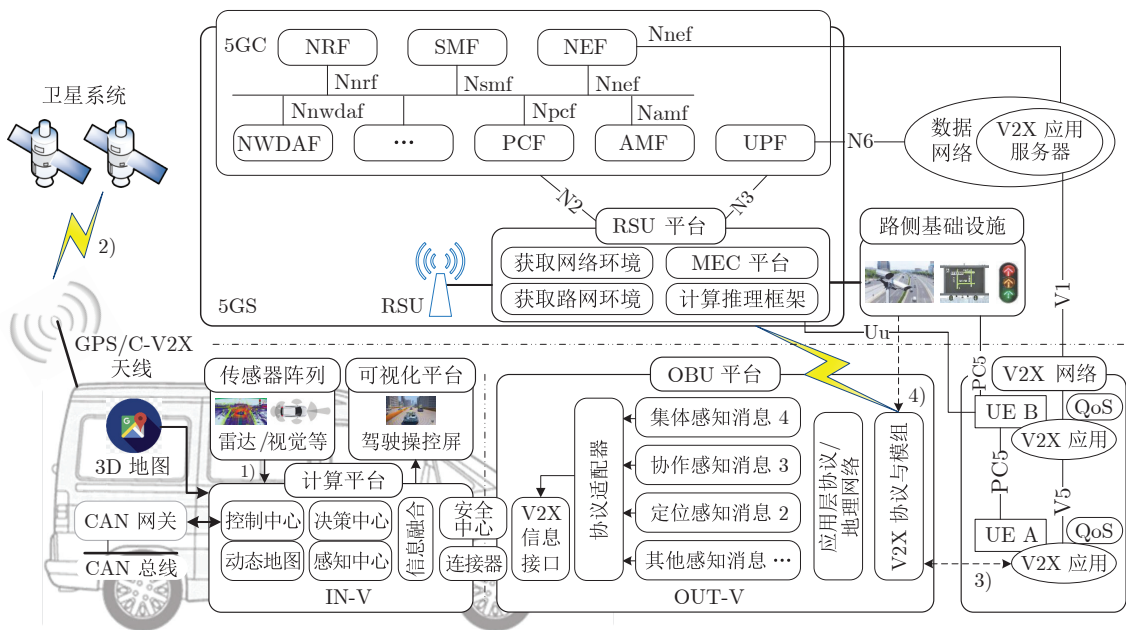 5GC
NRF
SMF
NEF
Nnef
Nnrf
Nsmf
Nnef
Nnwdaf
Npcf
Namf
NWDAF
···
PCF
AMF
UPF
N6
数据
网络
V2X 应用
服务器
卫星系统
2)
N2
N3
RSU 平台
获取网络环境
MEC 平台
获取路网环境
计算推理框架
RSU
5GS
路侧基础设施
Uu
V1
PC5
GPS/C-V2X
天线
传感器阵列
雷达/视觉等
可视化平台
驾驶操控屏
3D 地图
1)
计算平台
控制中心
决策中心
动态地图
感知中心
信息融合
安全
中心
连接器
CAN 网关
CAN 总线
IN-V
OBU 平台
V2X
信息
接口
协议适配器
集体感知消息 4
协作感知消息 3
定位感知消息 2
其他感知消息 ···
应用层协议/
地理网络
V2X 协议与模组
4)
3)
OUT-V
V2X 网络
UE B
QoS
V2X 应用
PC5
V5
UE A
QoS
V2X 应用